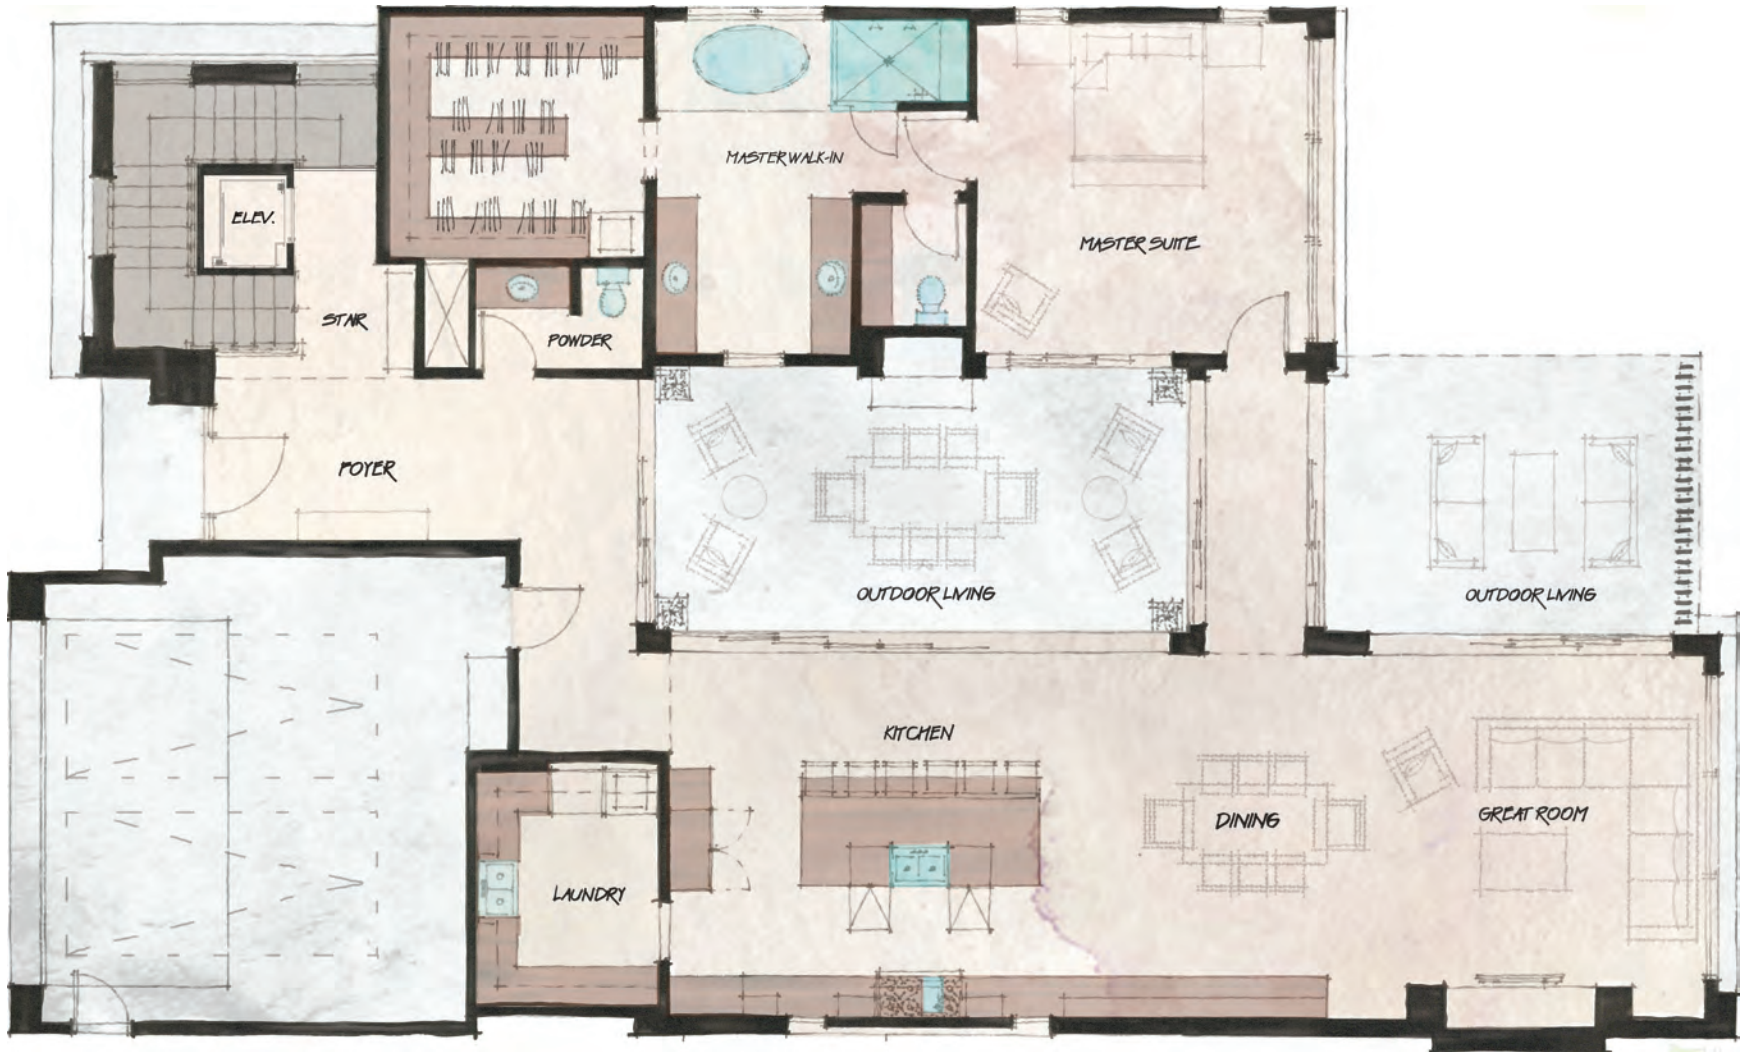 MASTER WALK-IN
ELEV.
MASTER SUITE
STAIR
POWDER
FOYER
OUTDOOR LIVING
OUTDOOR LIVING
KITCHEN
DINING
GREAT ROOM
LAUNDRY